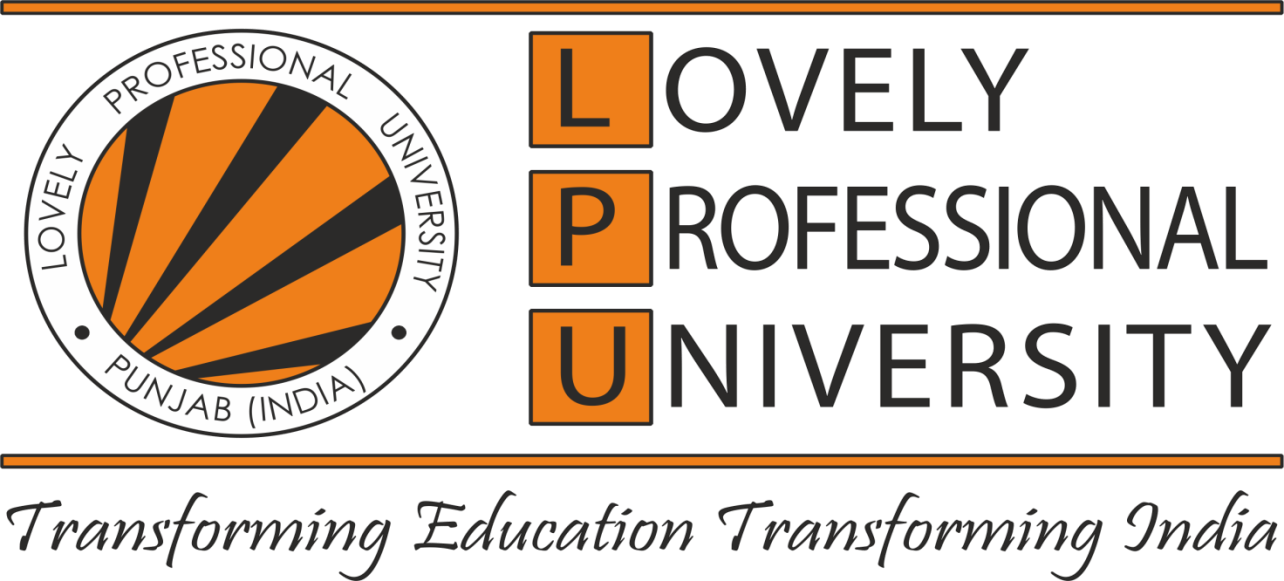 LOVELY PROFESSIONAL UNIVERSITY
PUNJAB (INDIA)
LOVELY
PROFESSIONAL
UNIVERSITY
Transforming Education Transforming India